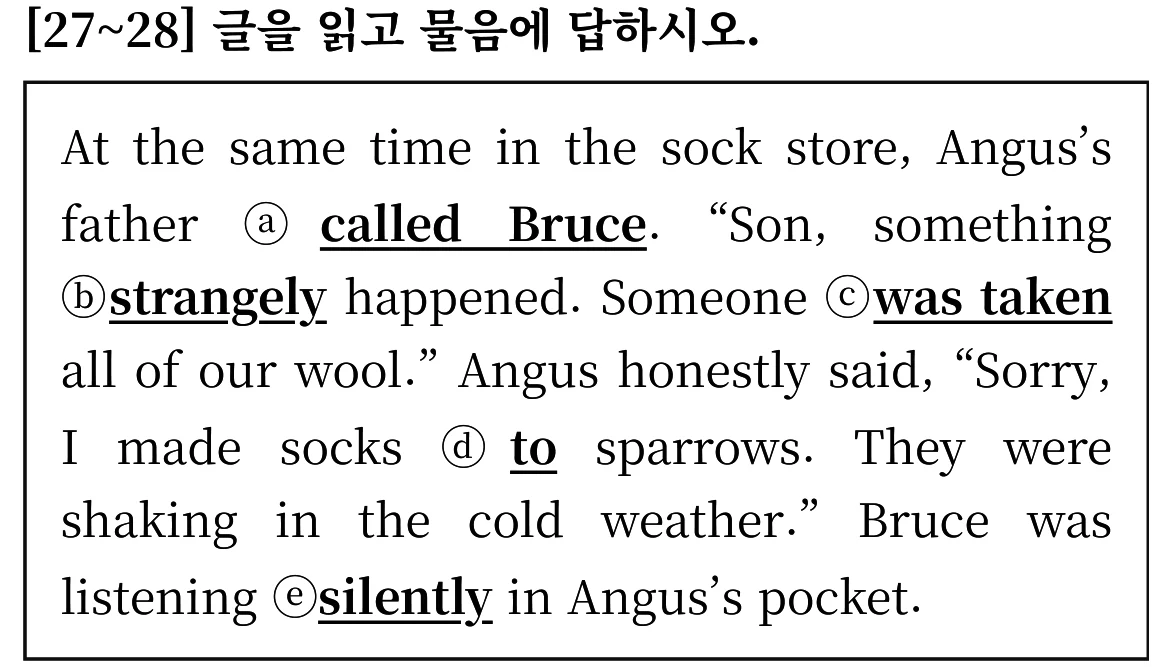 [27~28] 글을 읽고 물음에 답하시오.
At the same time in the sock store, Angus’s
father ⓐ called Bruce. “Son, something
ⓑstrangely happened. Someone ⓒwas taken
all of our wool.” Angus honestly said, “Sorry,
I made socks ⓓ to sparrows. They were
shaking in the cold weather.” Bruce was
listening ⓔsilently in Angus’s pocket.